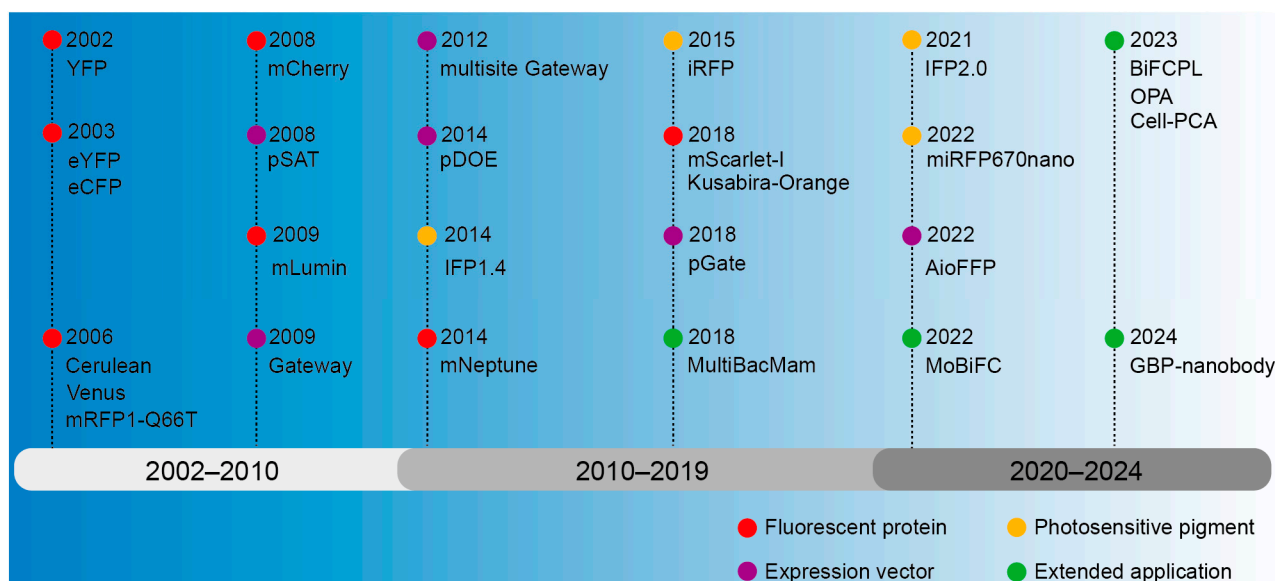 2002
YFP
2003
eYFP
eCFP
2006
Cerulean
Venus
mRFP1-Q66T
2008
mCherry
2008
pSAT
2009
mLumin
2009
Gateway
2012
multisite Gateway
2014
pDOE
2014
IFP1.4
2014
mNeptune
2015
iRFP
2018
mScarlet-I
Kusabira-Orange
2018
pGate
2018
MultiBacMam
2021
IFP2.0
2022
miRFP670nano
2022
AioFFP
2022
MoBiFC
2023
BiFCPL
OPA
Cell-PCA
2024
GBP-nanobody
2002–2010
2010–2019
2020–2024
Fluorescent protein
Photosensitive pigment
Expression vector
Extended application